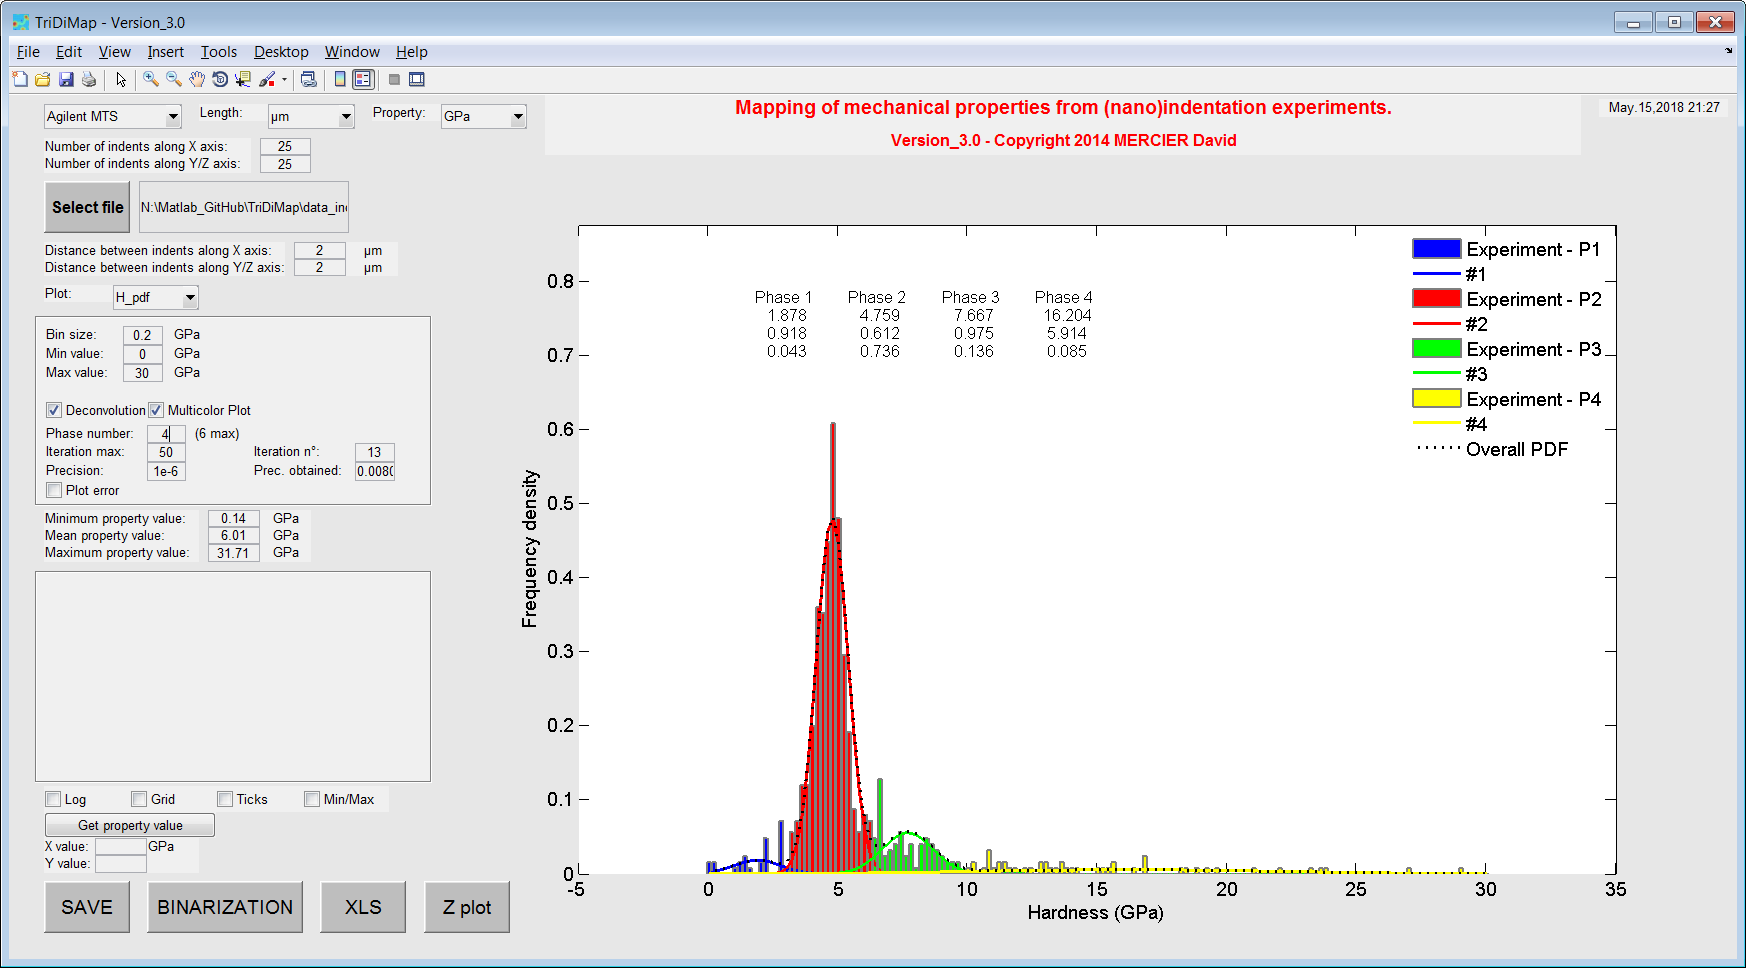 TriDiMap - Version_3.0
File Edit View Insert Tools Desktop Window Help
Agilent MTS Length: µm Property: GPa
Mapping of mechanical properties from (nano)indentation experiments.
May.15,2018 21:27
Version_3.0 - Copyright 2014 MERCIER David
Number of indents along X axis: 25
Number of indents along Y/Z axis: 25
Select file N:\Matlab_GitHub\TriDiMap\data_in
Distance between indents along X axis: 2 µm
Distance between indents along Y/Z axis: 2 µm
Plot: H_pdf
Bin size: 0.2 GPa
Min value: 0 GPa
Max value: 30 GPa
Deconvolution Multicolor Plot
Phase number: 4 (6 max)
Iteration max: 50 Iteration n°: 13
Precision: 1e-6 Prec. obtained: 0.0080
Plot error
Minimum property value: 0.14 GPa
Mean property value: 6.01 GPa
Maximum property value: 31.71 GPa
Log Grid Ticks Min/Max
Get property value
X value: GPa
Y value:
SAVE BINARIZATION XLS Z plot
Phase 1 Phase 2 Phase 3 Phase 4
1.878 4.759 7.667 16.204
0.918 0.612 0.975 5.914
0.043 0.736 0.136 0.085
Experiment - P1
#1
Experiment - P2
#2
Experiment - P3
#3
Experiment - P4
#4
Overall PDF
Frequency density
0.8
0.7
0.6
0.5
0.4
0.3
0.2
0.1
0
-5 0 5 10 15 20 25 30 35
Hardness (GPa)